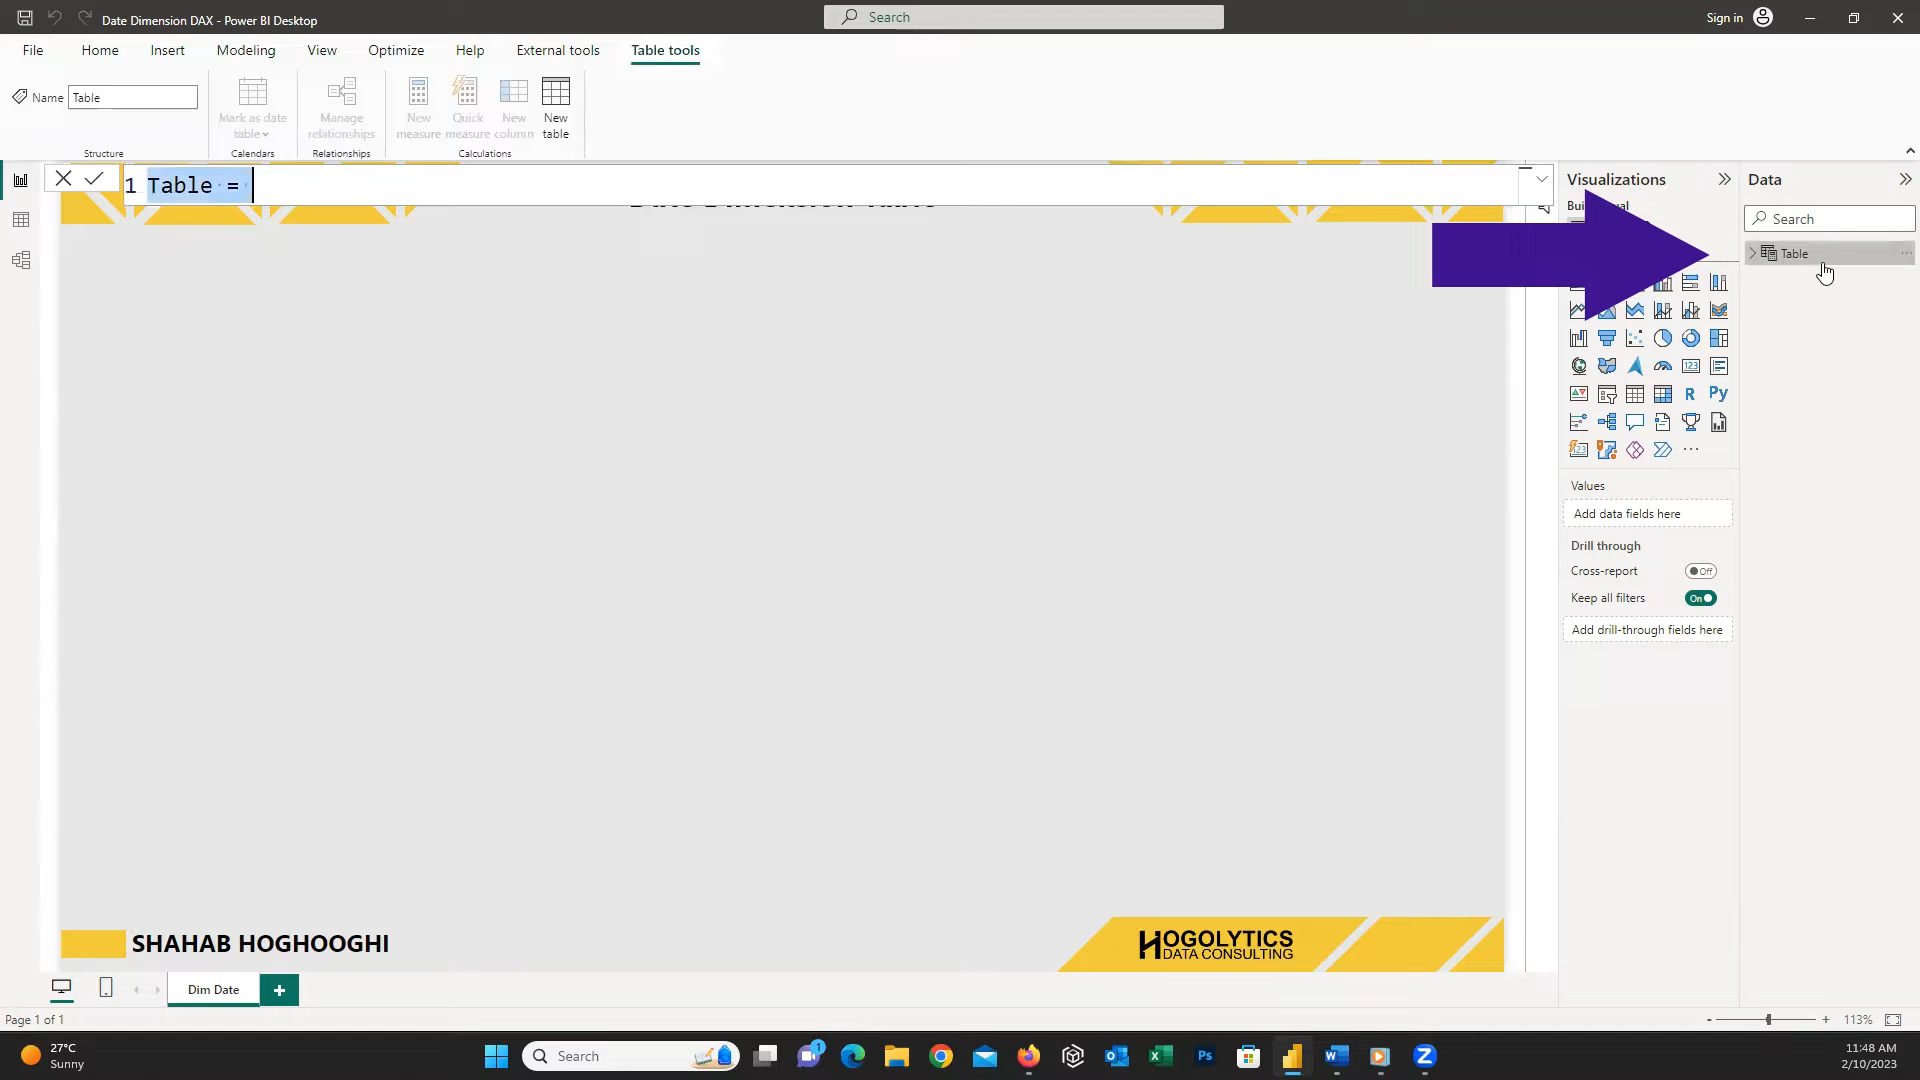 Date Dimension DAX - Power BI Desktop
Search
Sign in
File
Home
Insert
Modeling
View
Optimize
Help
External tools
Table tools
Name
Table
Mark as date
table
Manage
relationships
New
measure
Quick
measure
New
column
New
table
Structure
Calendars
Relationships
Calculations
1 Table =
Visualizations
Data
Search
Table
123
R
Py
123
Values
Add data fields here
Drill through
Cross-report
Off
Keep all filters
On
Add drill-through fields here
SHAHAB HOGHOOGHI
HOGOLYTICS
DATA CONSULTING
Dim Date
Page 1 of 1
113%
27°C
Sunny
Search
1
Ps
11:48 AM
2/10/2023